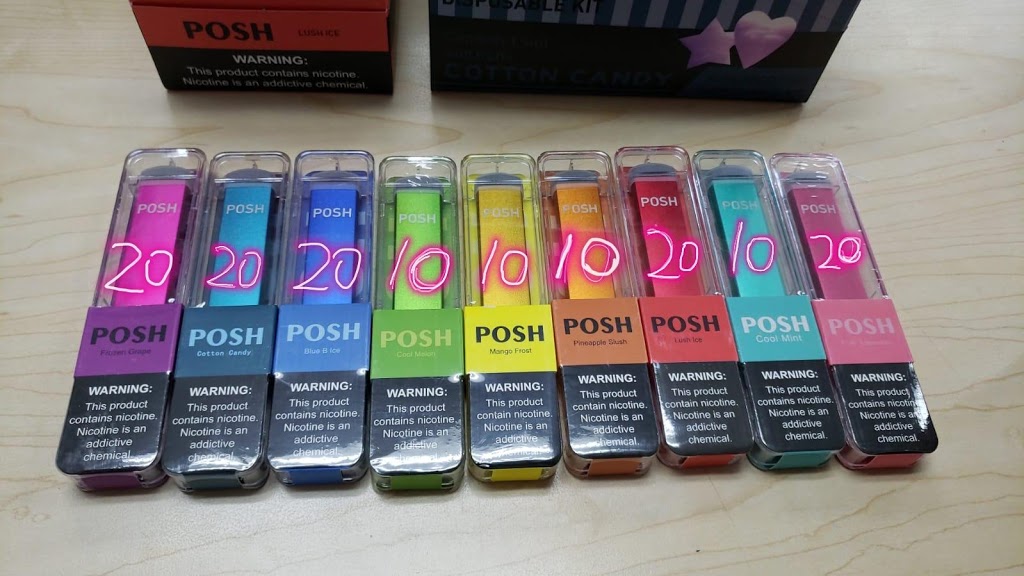 DISPOSABLE KIT
POSH LUSH ICE
WARNING:
This product contains nicotine.
Nicotine is an addictive chemical.
COTTON CANDY
POSH
20
POSH
Frozen Grape
WARNING:
This product
contains nicotine.
Nicotine is an
addictive
chemical.
POSH
20
POSH
Cotton Candy
WARNING:
This product
contains nicotine.
Nicotine is an
addictive
chemical.
POSH
20
POSH
Blue B Ice
WARNING:
This product
contains nicotine.
Nicotine is an
addictive
chemical.
POSH
10
POSH
Cool Melon
WARNING:
This product
contains nicotine.
Nicotine is an
addictive
chemical.
POSH
10
POSH
Mango Frost
WARNING:
This product
contain nicotine.
Nicotine is an
addictive
chemical.
POSH
10
POSH
Pineapple Slush
WARNING:
This product
contain nicotine.
Nicotine is an
addictive
chemical.
POSH
20
POSH
Lush Ice
WARNING:
This product
contain nicotine.
Nicotine is an
addictive
chemical.
POSH
10
POSH
Cool Mint
WARNING:
This product
contains nicotine.
Nicotine is an
addictive
chemical.
POSH
20
POSH
WARNING:
This product
contains nicotine.
Nicotine is an
addictive
chemical.